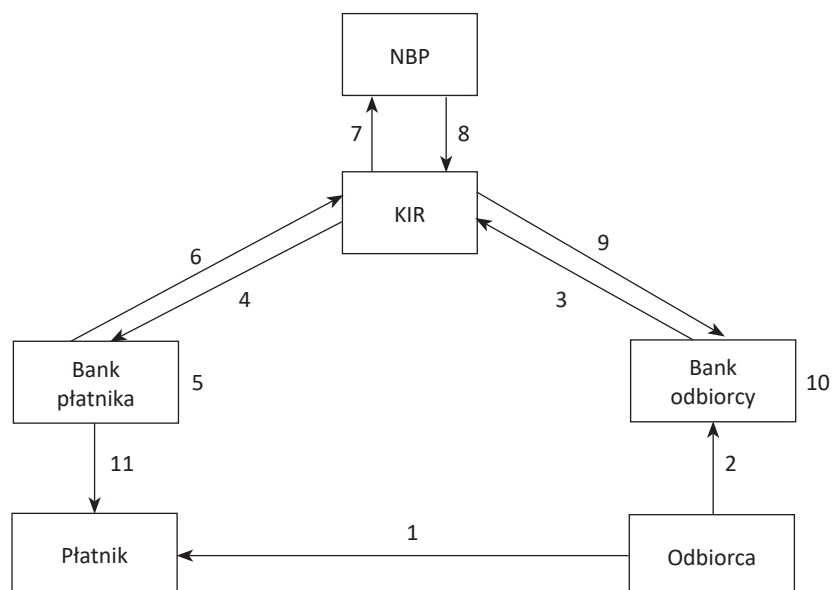 NBP
7
8
KIR
6
9
4
3
Bank
płatnika
5
Bank
odbiorcy
10
11
2
1
Płatnik
Odbiorca